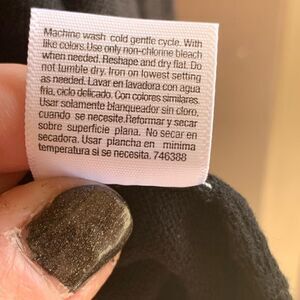 Machine wash cold gentle cycle. With
like colors.Use only non-chlorine bleach
when needed. Reshape and dry flat. Do
not tumble dry. Iron on lowest setting
as needed. Lavar en lavadora con agua
fria, ciclo delicado. Con colores similares.
Usar solamente blanqueador sin cloro,
cuando se necesite.Reformar y secar
sobre superficie plana. No secar en
secadora. Usar plancha en minima
temperatura si se necesita. 746388